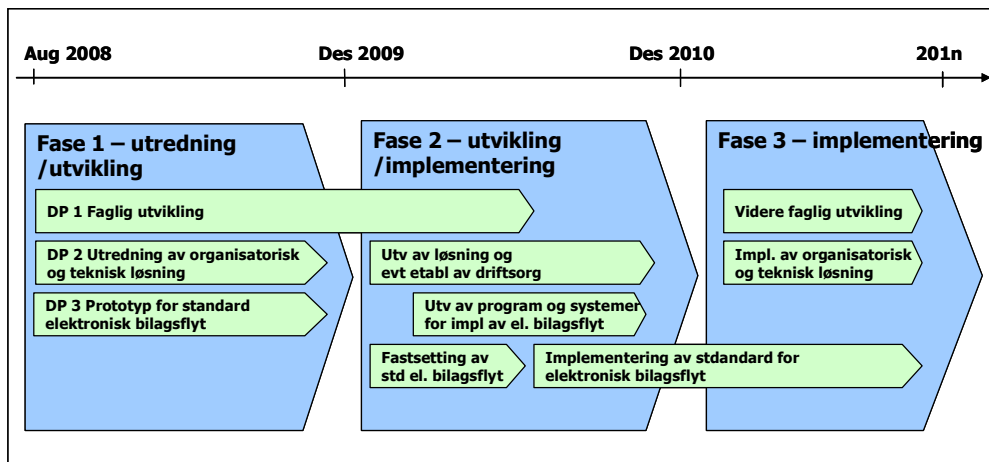 Aug 2008
Des 2009
Des 2010
201n
Fase 1 – utredning
/utvikling
Fase 2 – utvikling
/implementering
Fase 3 – implementering
DP 1 Faglig utvikling
Videre faglig utvikling
DP 2 Utredning av organisatorisk
og teknisk løsning
Utv av løsning og
evt etabl av driftsorg
Impl. av organisatorisk
og teknisk løsning
DP 3 Prototyp for standard
elektronisk bilagsflyt
Utv av program og systemer
for impl av el. bilagsflyt
Fastsetting av
std el. bilagsflyt
Implementering av stdandard for
elektronisk bilagsflyt